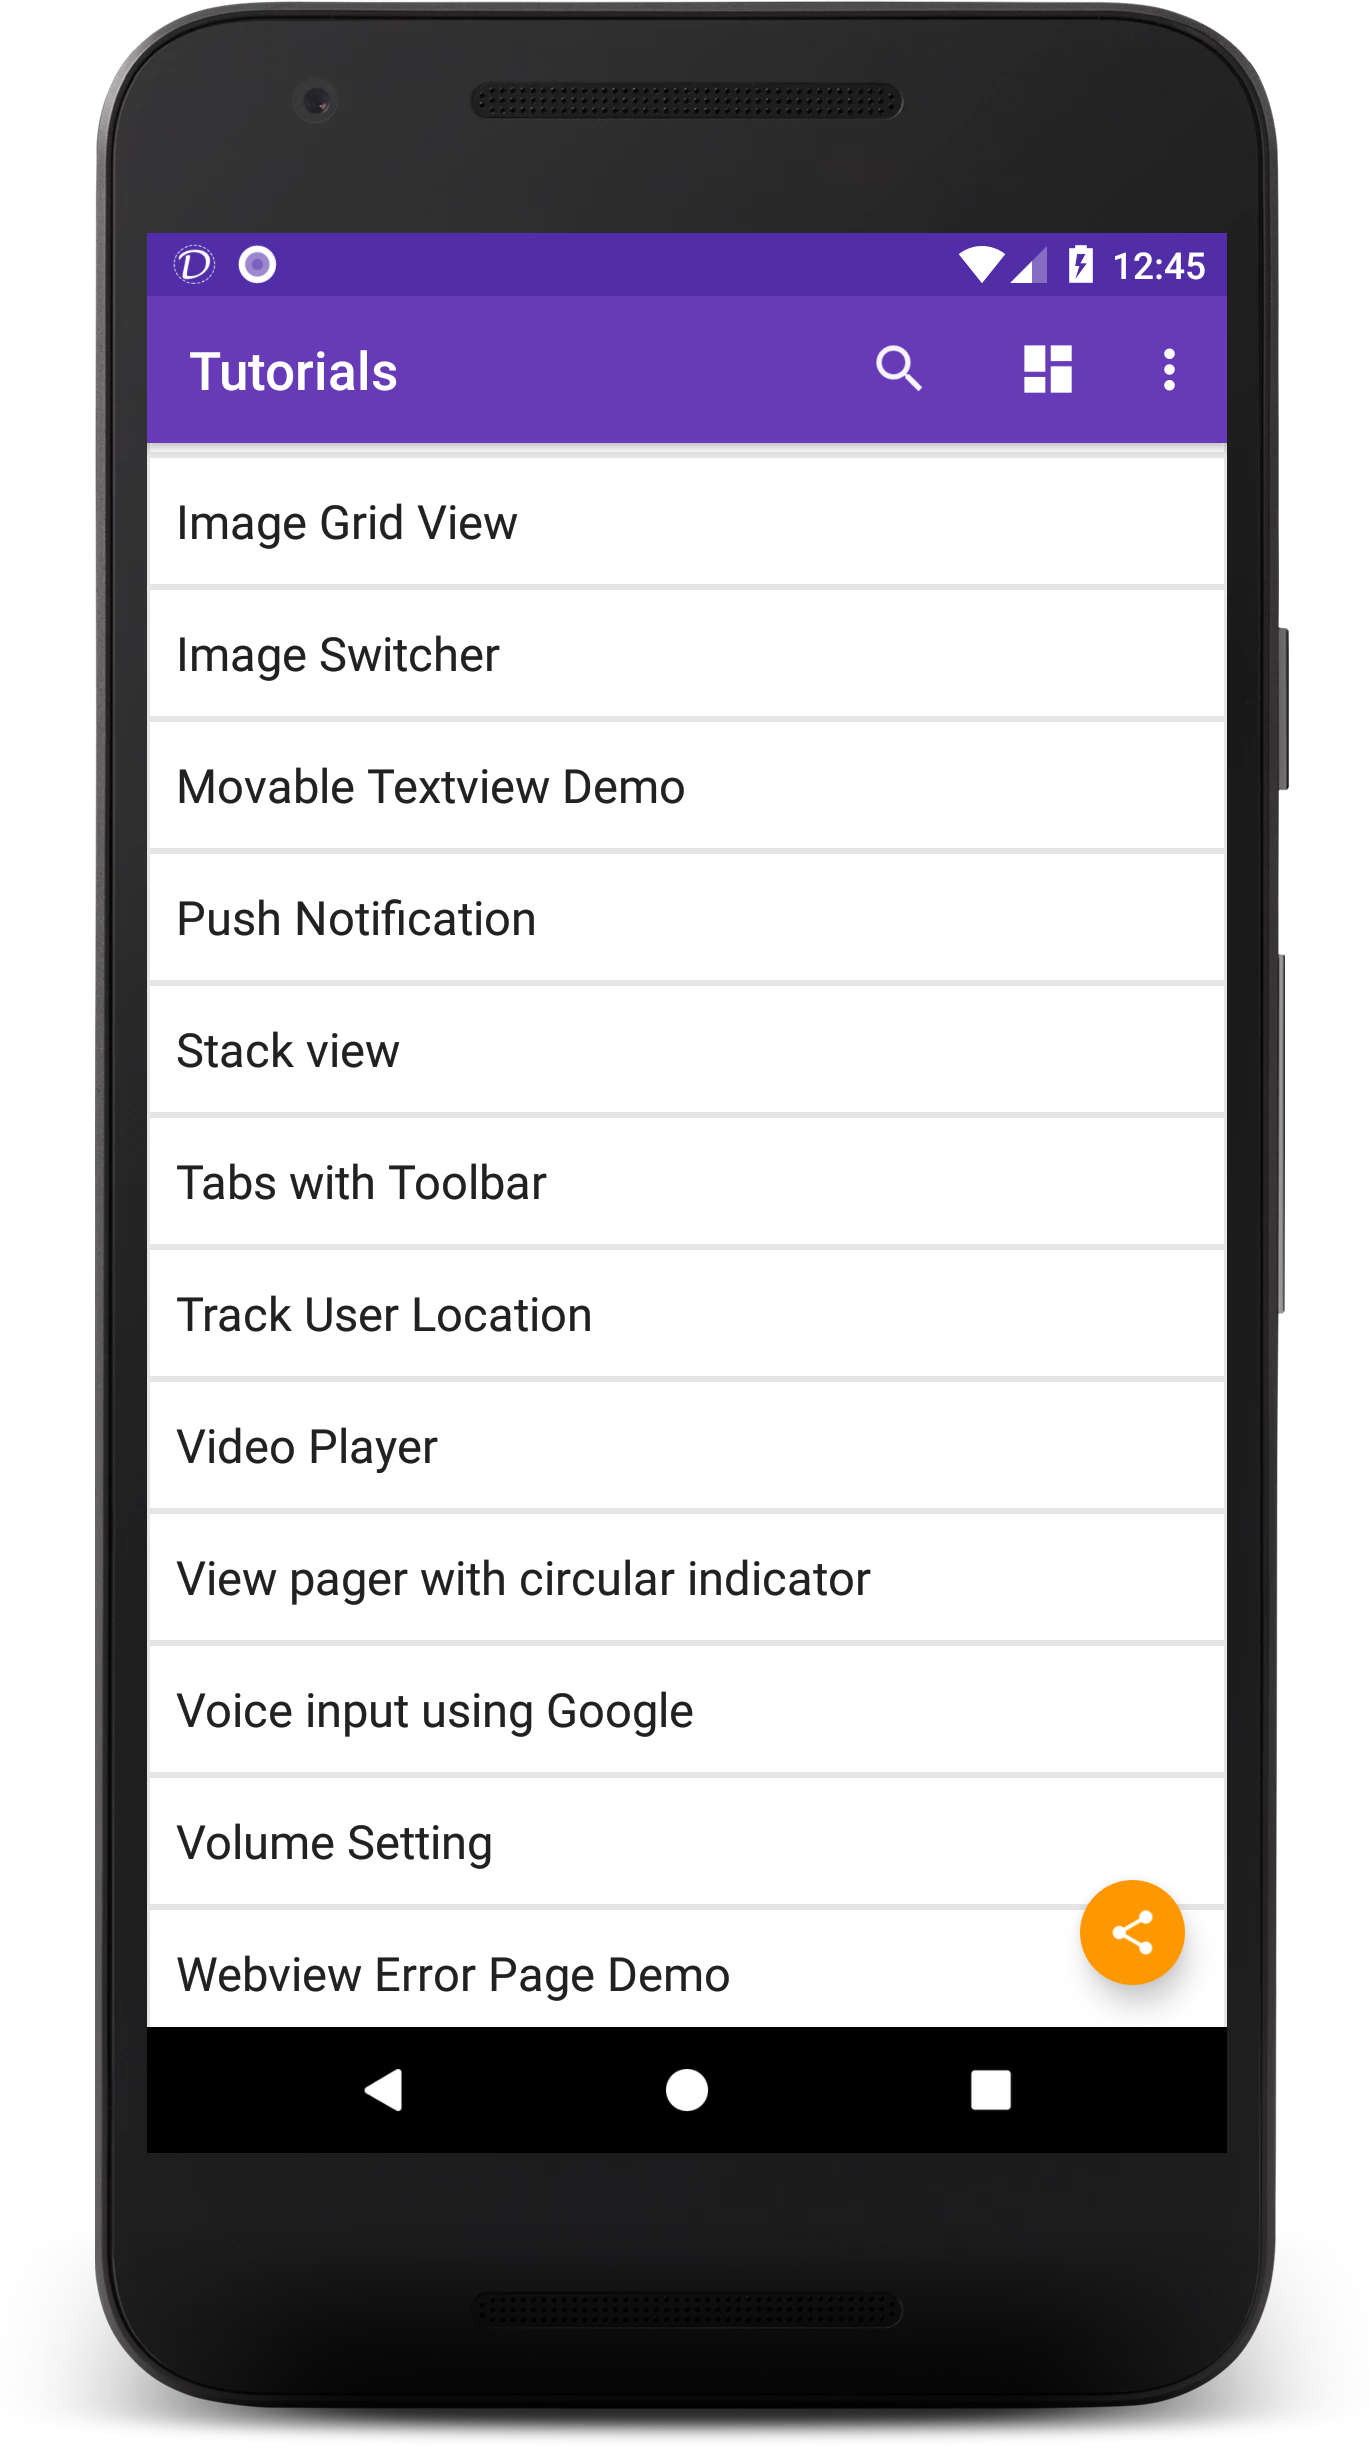 D
12:45
Tutorials
Image Grid View
Image Switcher
Movable Textview Demo
Push Notification
Stack view
Tabs with Toolbar
Track User Location
Video Player
View pager with circular indicator
Voice input using Google
Volume Setting
Webview Error Page Demo